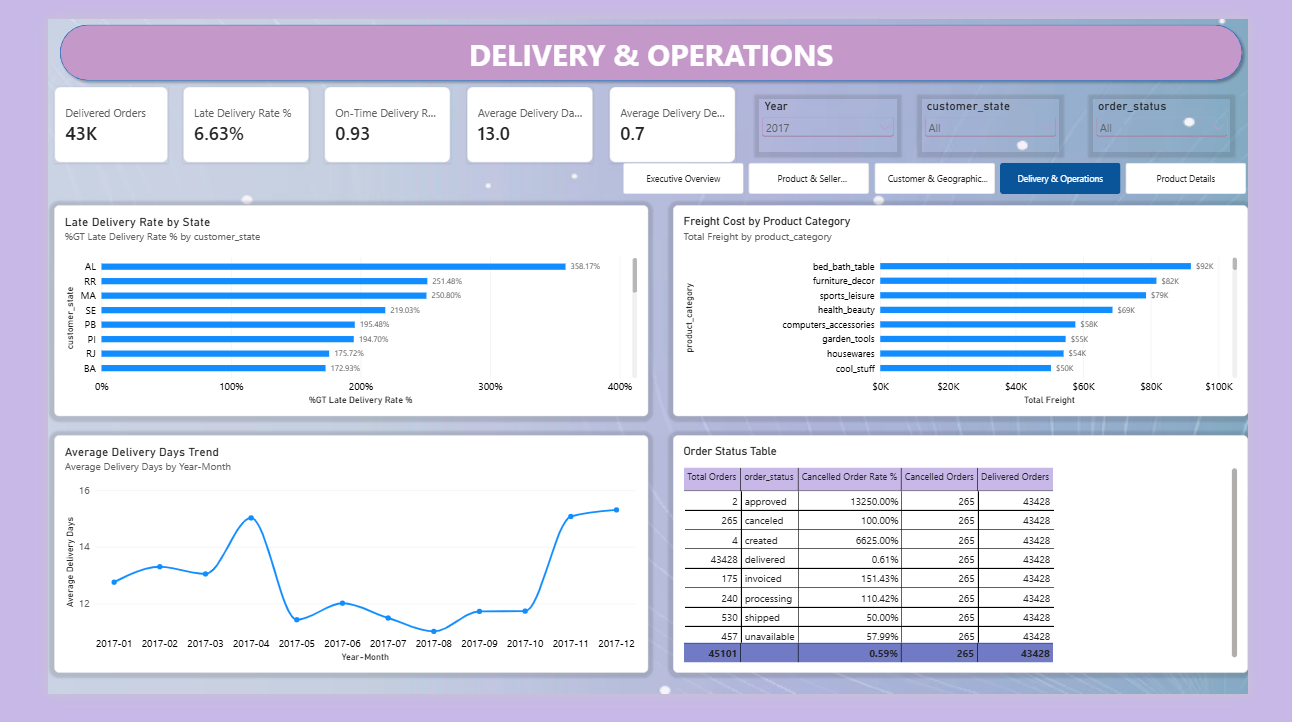 DELIVERY & OPERATIONS
Delivered Orders
43K
Late Delivery Rate %
6.63%
On-Time Delivery R...
0.93
Average Delivery Da...
13.0
Average Delivery De...
0.7
Year
2017
customer_state
All
order_status
All
Executive Overview
Product & Seller...
Customer & Geographic...
Delivery & Operations
Product Details
Late Delivery Rate by State
%GT Late Delivery Rate % by customer_state
customer_state
AL 358.17%
RR 251.48%
MA 250.80%
SE 219.03%
PB 195.48%
PI 194.70%
RJ 175.72%
BA 172.93%
0% 100% 200% 300% 400%
%GT Late Delivery Rate %
Freight Cost by Product Category
Total Freight by product_category
product_category
bed_bath_table $92K
furniture_decor $82K
sports_leisure $79K
health_beauty $69K
computers_accessories $58K
garden_tools $55K
housewares $54K
cool_stuff $50K
$0K $20K $40K $60K $80K $100K
Total Freight
Average Delivery Days Trend
Average Delivery Days by Year-Month
Average Delivery Days
16
14
12
2017-01 2017-02 2017-03 2017-04 2017-05 2017-06 2017-07 2017-08 2017-09 2017-10 2017-11 2017-12
Year-Month
Order Status Table
Total Orders order_status Cancelled Order Rate % Cancelled Orders Delivered Orders
2 approved 13250.00% 265 43428
265 canceled 100.00% 265 43428
4 created 6625.00% 265 43428
43428 delivered 0.61% 265 43428
175 invoiced 151.43% 265 43428
240 processing 110.42% 265 43428
530 shipped 50.00% 265 43428
457 unavailable 57.99% 265 43428
45101 0.59% 265 43428